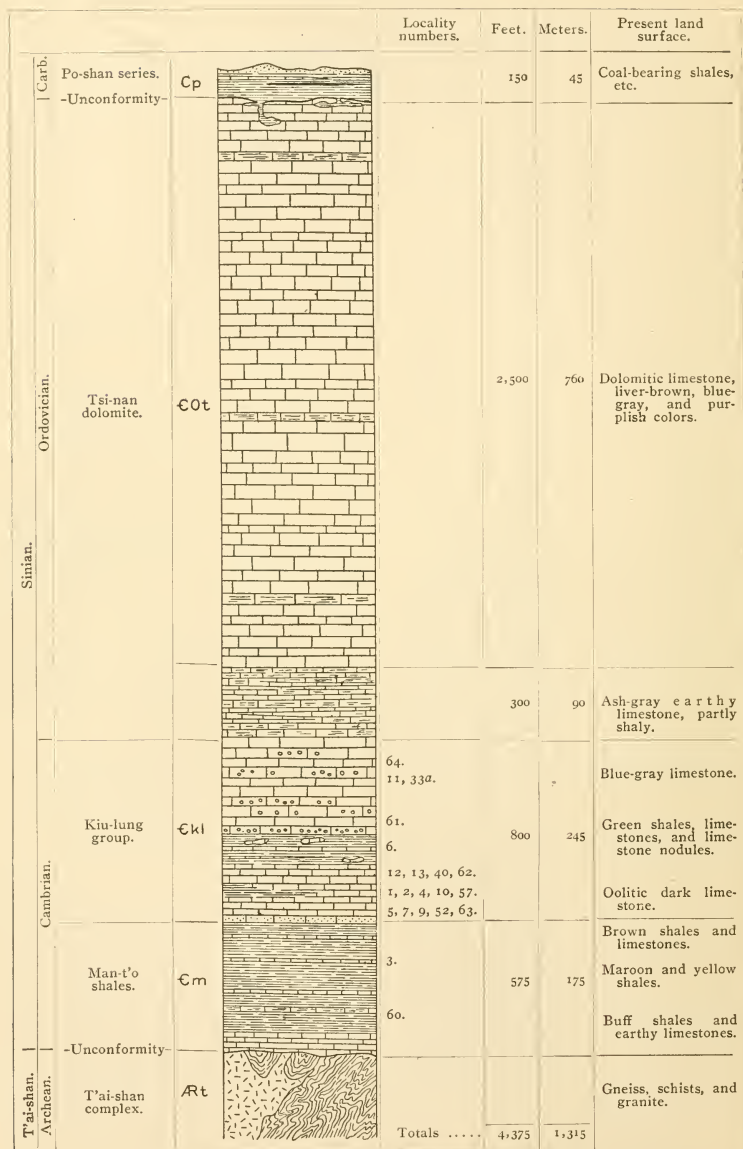 Locality numbers.
Feet.
Meters.
Present land surface.
Carb.
Po-shan series.
Cp
150
45
Coal-bearing shales, etc.
-Unconformity-
Sinian.
Ordovician.
Tsi-nan dolomite.
ЄOt
2,500
760
Dolomitic limestone, liver-brown, blue-gray, and purplish colors.
300
90
Ash-gray earthy limestone, partly shaly.
Cambrian.
Kiu-lung group.
Єkl
64.
11, 33a.
61.
6.
12, 13, 40, 62.
1, 2, 4, 10, 57.
5, 7, 9, 52, 63.
800
245
Blue-gray limestone.
Green shales, limestones, and limestone nodules.
Oolitic dark limestone.
Man-t'o shales.
Єm
3.
60.
575
175
Brown shales and limestones.
Maroon and yellow shales.
Buff shales and earthy limestones.
-Unconformity-
T'ai-shan.
Archean.
T'ai-shan complex.
ÆRt
Gneiss, schists, and granite.
Totals .....
4,375
1,315